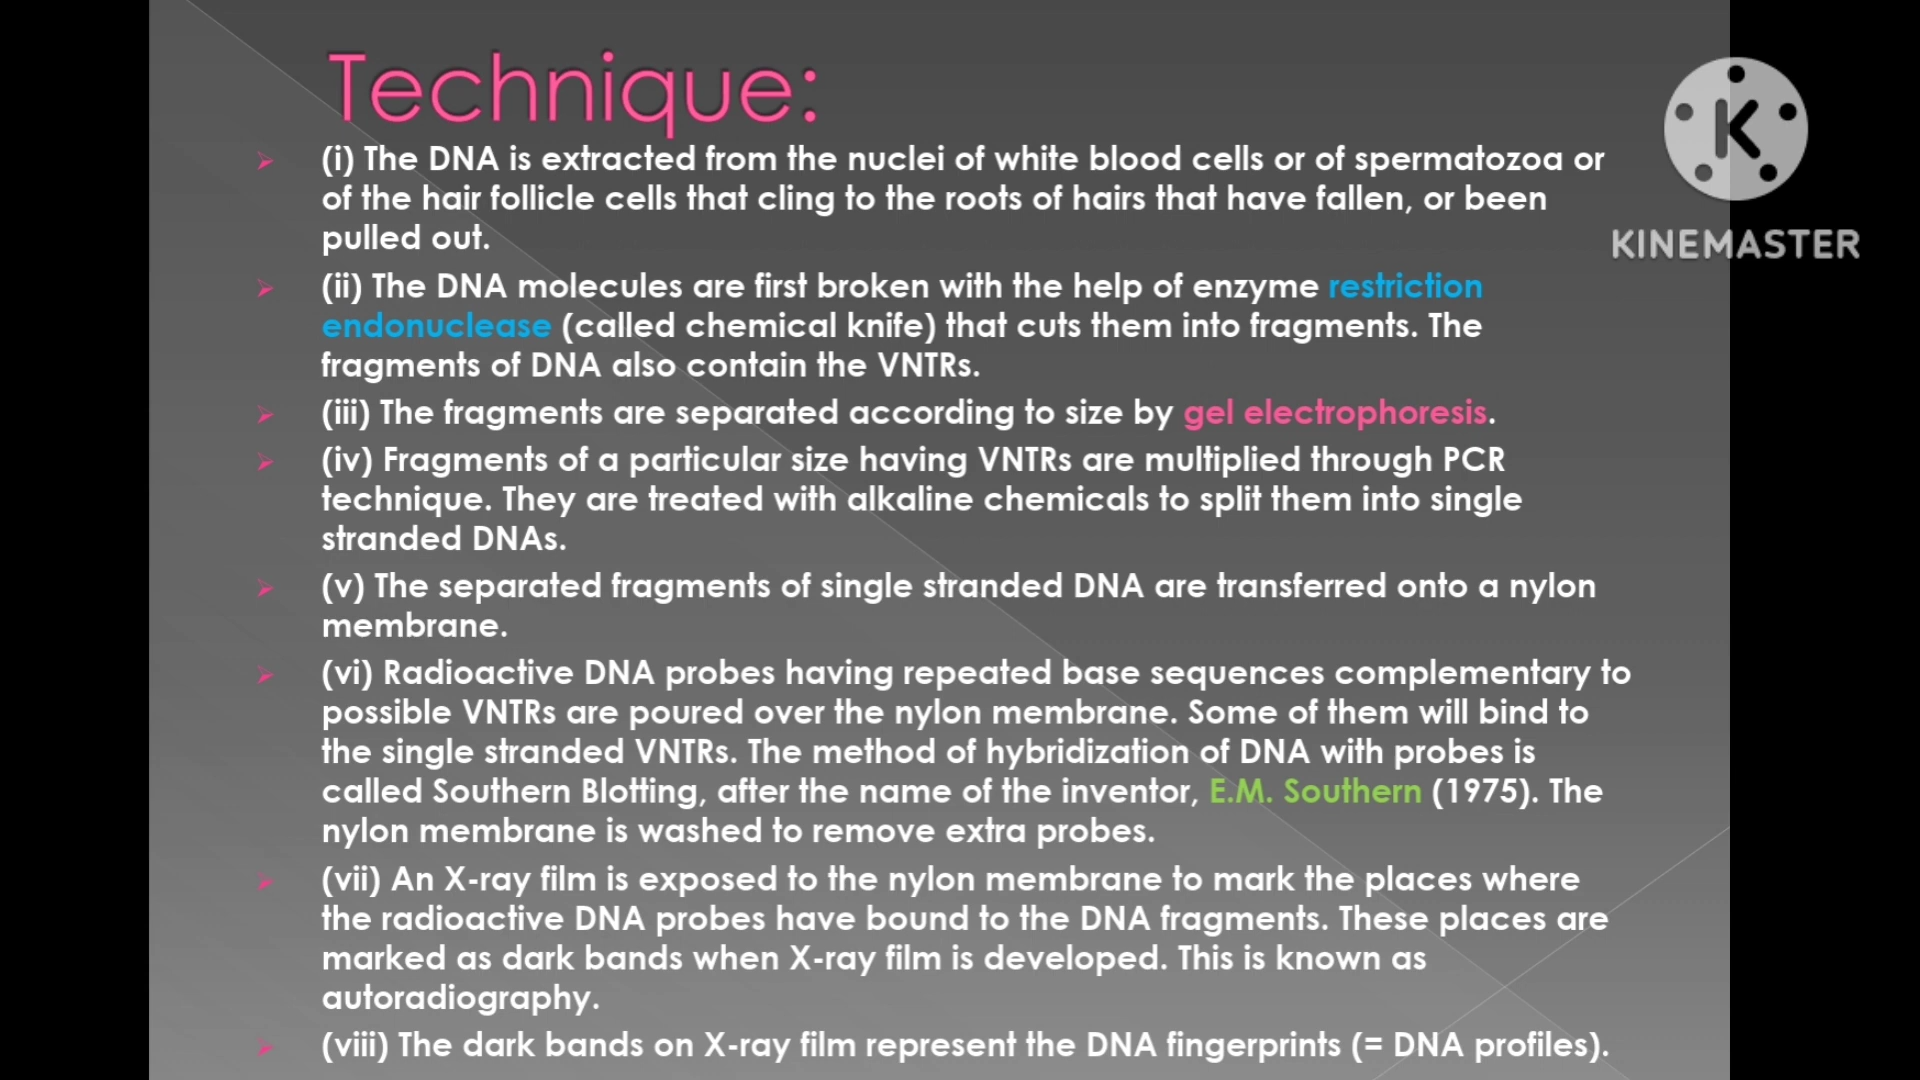 Technique:
(i) The DNA is extracted from the nuclei of white blood cells or of spermatozoa or
of the hair follicle cells that cling to the roots of hairs that have fallen, or been
pulled out.
(ii) The DNA molecules are first broken with the help of enzyme restriction
endonuclease (called chemical knife) that cuts them into fragments. The
fragments of DNA also contain the VNTRs.
(iii) The fragments are separated according to size by gel electrophoresis.
(iv) Fragments of a particular size having VNTRs are multiplied through PCR
technique. They are treated with alkaline chemicals to split them into single
stranded DNAs.
(v) The separated fragments of single stranded DNA are transferred onto a nylon
membrane.
(vi) Radioactive DNA probes having repeated base sequences complementary to
possible VNTRs are poured over the nylon membrane. Some of them will bind to
the single stranded VNTRs. The method of hybridization of DNA with probes is
called Southern Blotting, after the name of the inventor, E.M. Southern (1975). The
nylon membrane is washed to remove extra probes.
(vii) An X-ray film is exposed to the nylon membrane to mark the places where
the radioactive DNA probes have bound to the DNA fragments. These places are
marked as dark bands when X-ray film is developed. This is known as
autoradiography.
(viii) The dark bands on X-ray film represent the DNA fingerprints (= DNA profiles).
K
KINEMASTER